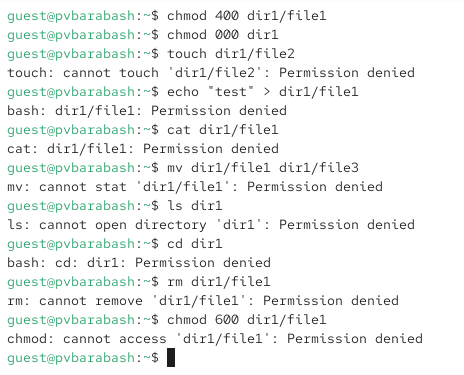 guest@pvbarabash:~$ chmod 400 dir1/file1
guest@pvbarabash:~$ chmod 000 dir1
guest@pvbarabash:~$ touch dir1/file2
touch: cannot touch 'dir1/file2': Permission denied
guest@pvbarabash:~$ echo "test" > dir1/file1
bash: dir1/file1: Permission denied
guest@pvbarabash:~$ cat dir1/file1
cat: dir1/file1: Permission denied
guest@pvbarabash:~$ mv dir1/file1 dir1/file3
mv: cannot stat 'dir1/file1': Permission denied
guest@pvbarabash:~$ ls dir1
ls: cannot open directory 'dir1': Permission denied
guest@pvbarabash:~$ cd dir1
bash: cd: dir1: Permission denied
guest@pvbarabash:~$ rm dir1/file1
rm: cannot remove 'dir1/file1': Permission denied
guest@pvbarabash:~$ chmod 600 dir1/file1
chmod: cannot access 'dir1/file1': Permission denied
guest@pvbarabash:~$